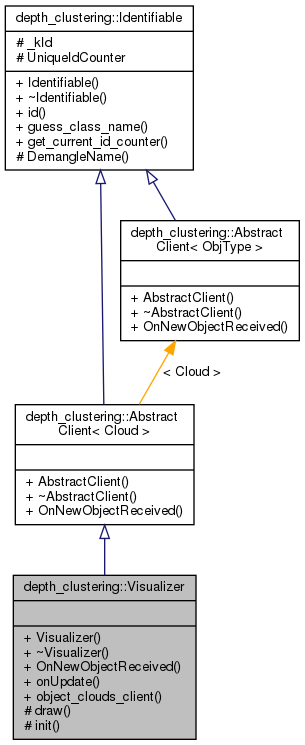 depth_clustering::Identifiable
# _kId
# UniqueIdCounter
+ Identifiable()
+ ~Identifiable()
+ id()
+ guess_class_name()
+ get_current_id_counter()
# DemangleName()
depth_clustering::Abstract
Client< ObjType >
+ AbstractClient()
+ ~AbstractClient()
+ OnNewObjectReceived()
< Cloud >
depth_clustering::Abstract
Client< Cloud >
+ AbstractClient()
+ ~AbstractClient()
+ OnNewObjectReceived()
depth_clustering::Visualizer
+ Visualizer()
+ ~Visualizer()
+ OnNewObjectReceived()
+ onUpdate()
+ object_clouds_client()
# draw()
# init()